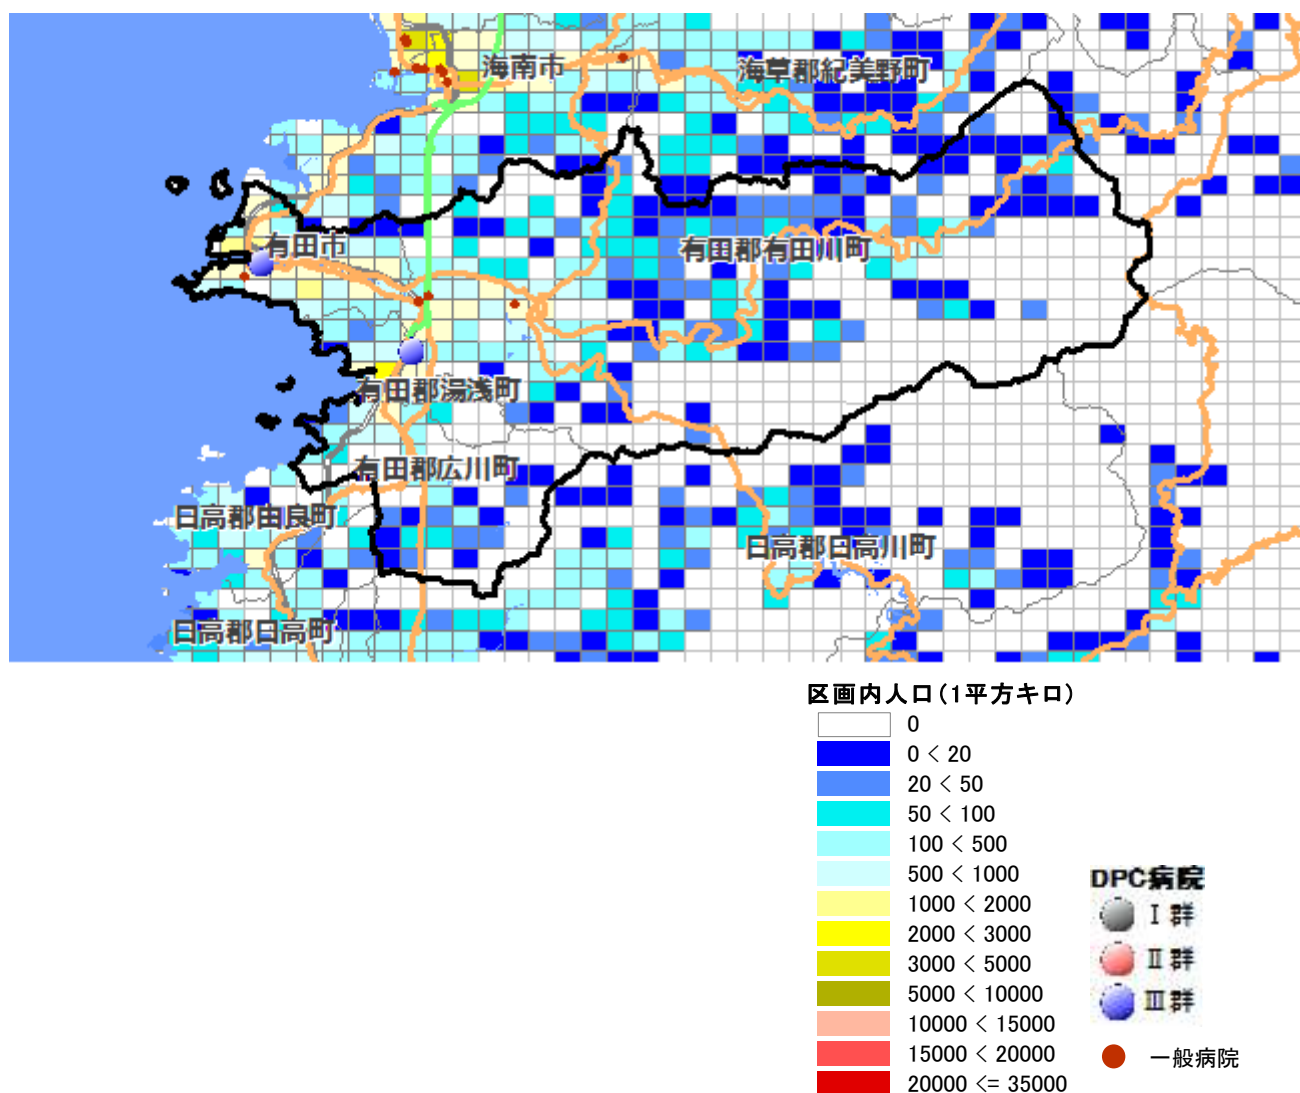 海南市
海草郡紀美野町
有田市
有田郡有田川町
有田郡湯浅町
有田郡広川町
日高郡由良町
日高郡日高川町
日高郡日高町
区画内人口(1平方キロ)
0
0 < 20
20 < 50
50 < 100
100 < 500
500 < 1000
1000 < 2000
2000 < 3000
3000 < 5000
5000 < 10000
10000 < 15000
15000 < 20000
20000 <= 35000
DPC病院
Ⅰ群
Ⅱ群
Ⅲ群
一般病院